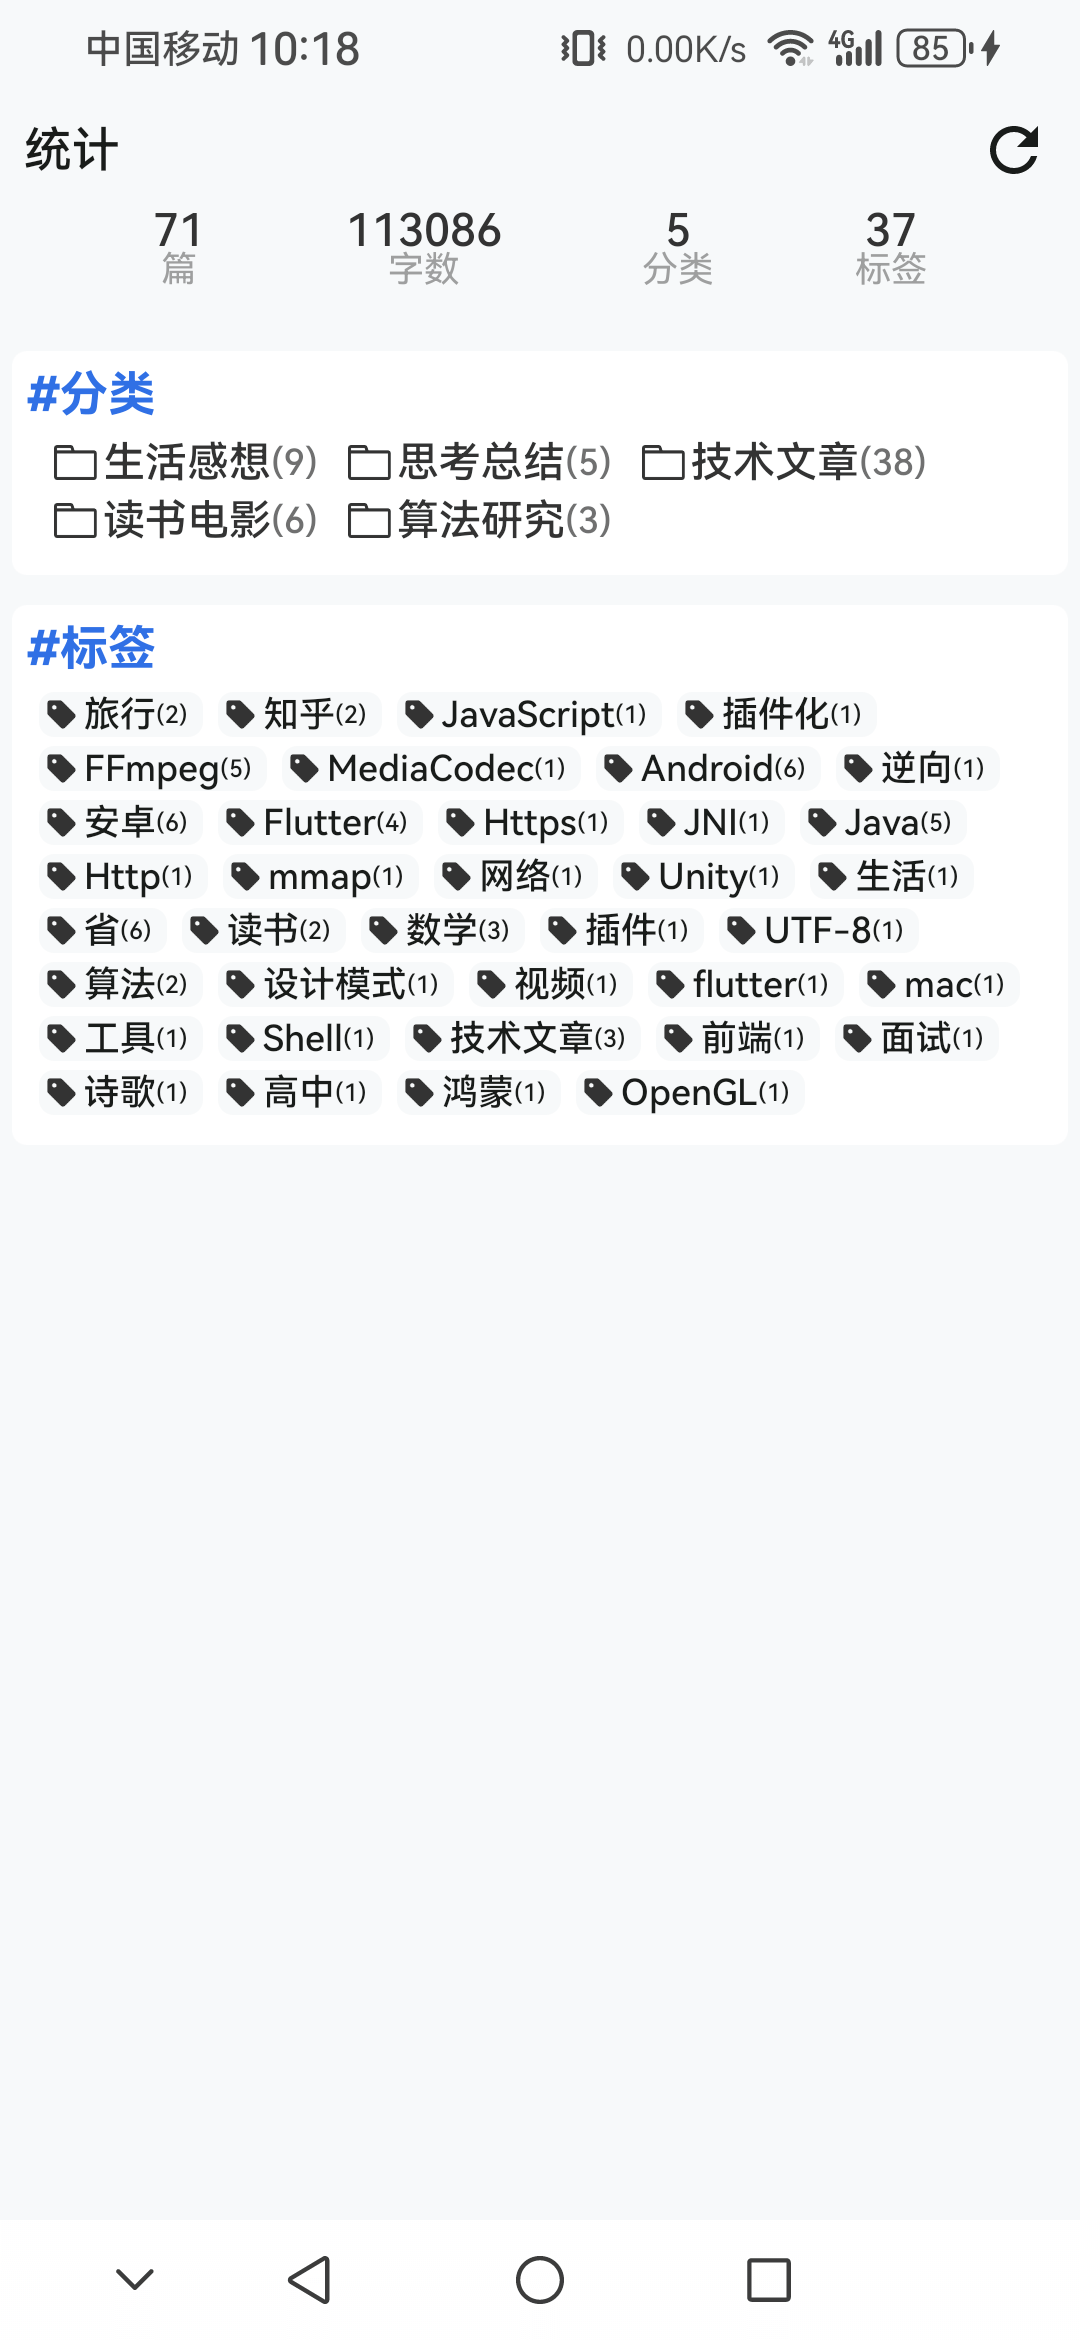 中国移动 10:18 0.00K/s 4G 85
统计
71 113086 5 37
篇 字数 分类 标签
#分类
生活感想(9) 思考总结(5) 技术文章(38)
读书电影(6) 算法研究(3)
#标签
旅行(2) 知乎(2) JavaScript(1) 插件化(1)
FFmpeg(5) MediaCodec(1) Android(6) 逆向(1)
安卓(6) Flutter(4) Https(1) JNI(1) Java(5)
Http(1) mmap(1) 网络(1) Unity(1) 生活(1)
省(6) 读书(2) 数学(3) 插件(1) UTF-8(1)
算法(2) 设计模式(1) 视频(1) flutter(1) mac(1)
工具(1) Shell(1) 技术文章(3) 前端(1) 面试(1)
诗歌(1) 高中(1) 鸿蒙(1) OpenGL(1)